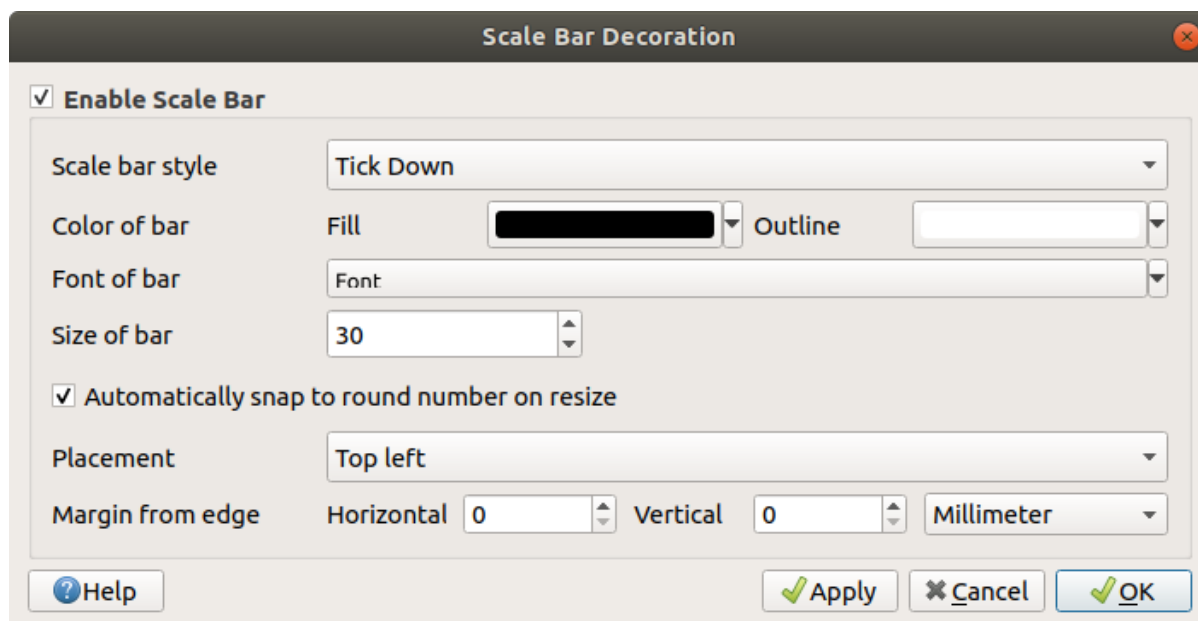 Scale Bar Decoration
Enable Scale Bar
Scale bar style Tick Down
Color of bar Fill Outline
Font of bar Font
Size of bar 30
Automatically snap to round number on resize
Placement Top left
Margin from edge Horizontal 0 Vertical 0 Millimeter
Help Apply Cancel OK